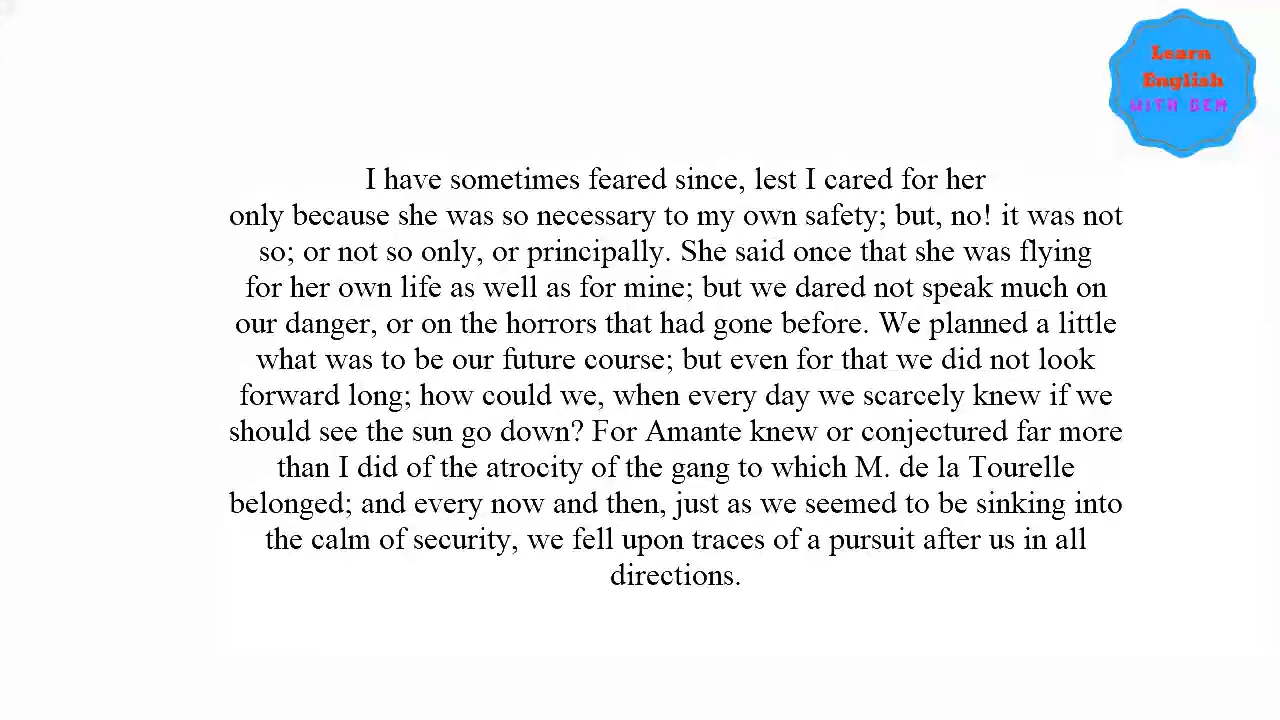 Learn
English
WITH BEM
I have sometimes feared since, lest I cared for her
only because she was so necessary to my own safety; but, no! it was not
so; or not so only, or principally. She said once that she was flying
for her own life as well as for mine; but we dared not speak much on
our danger, or on the horrors that had gone before. We planned a little
what was to be our future course; but even for that we did not look
forward long; how could we, when every day we scarcely knew if we
should see the sun go down? For Amante knew or conjectured far more
than I did of the atrocity of the gang to which M. de la Tourelle
belonged; and every now and then, just as we seemed to be sinking into
the calm of security, we fell upon traces of a pursuit after us in all
directions.